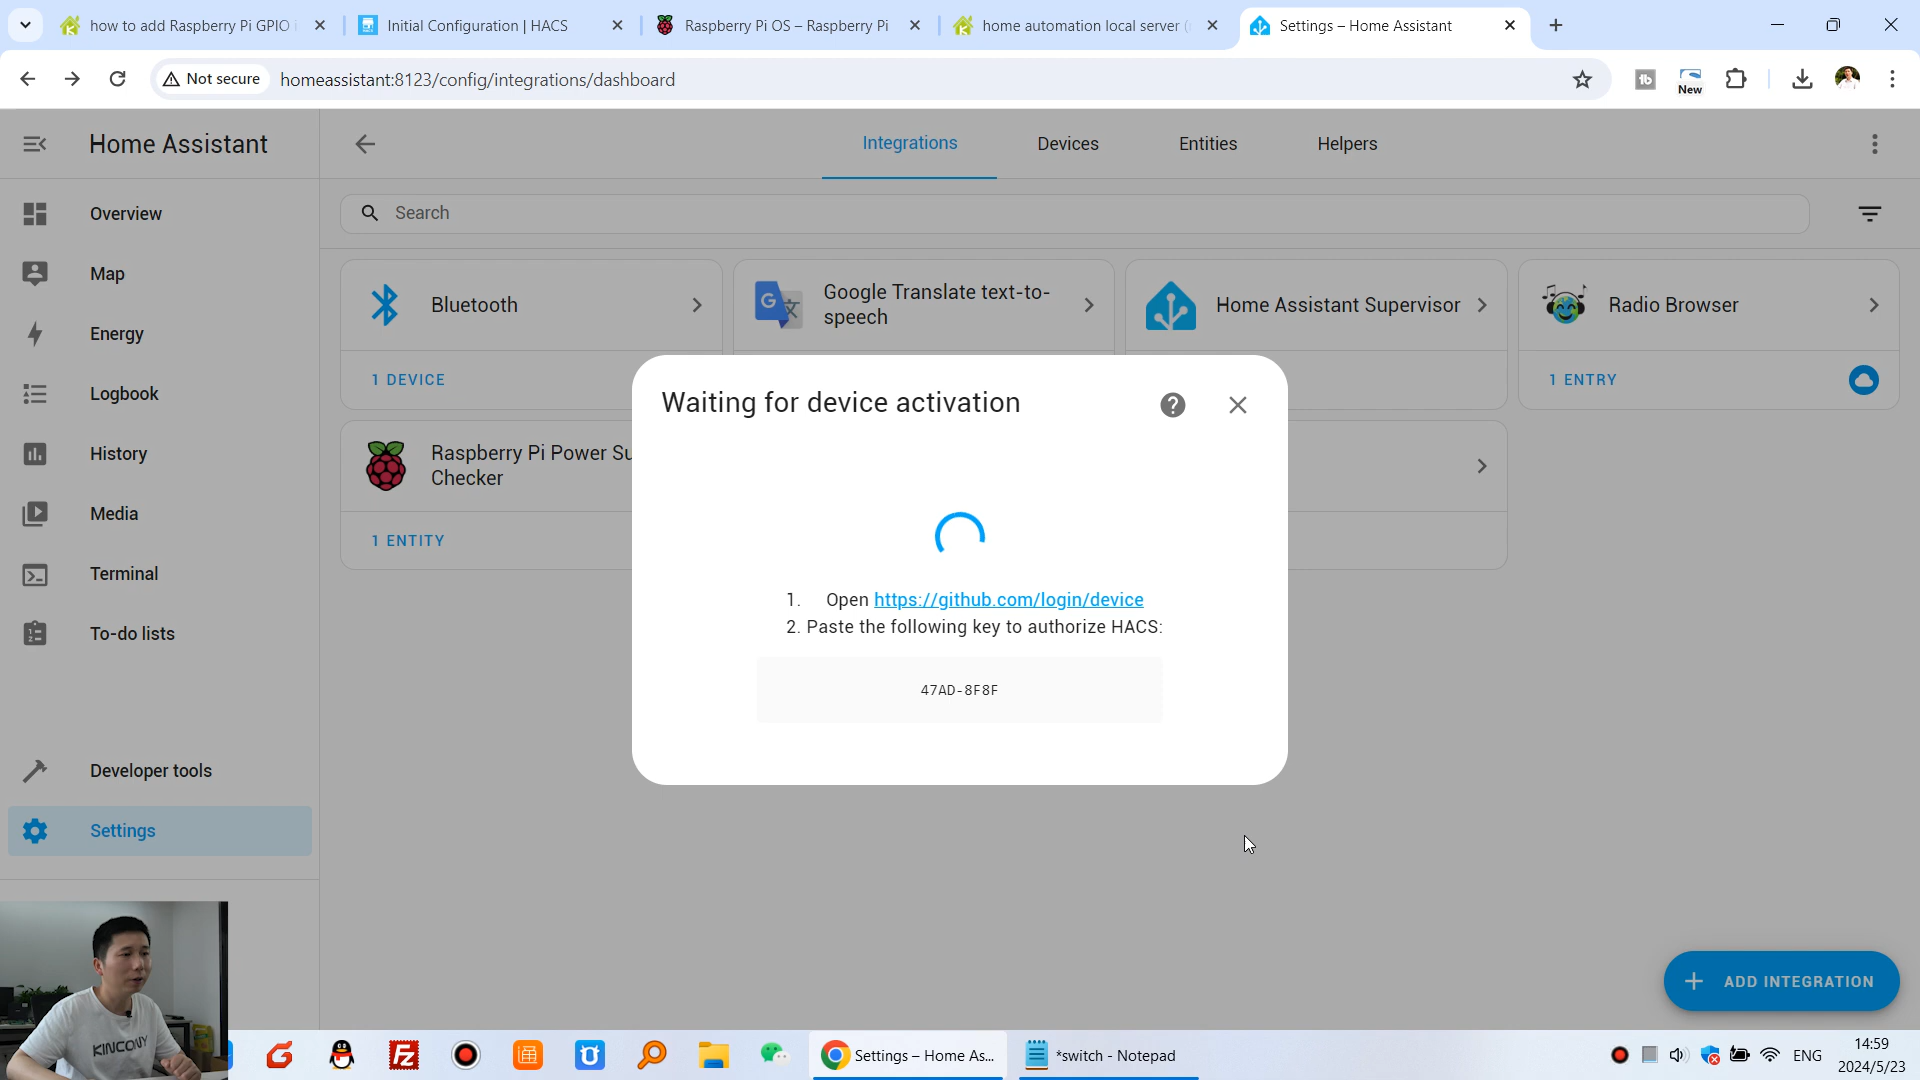 how to add Raspberry Pi GPIO i
Initial Configuration | HACS
Raspberry Pi OS – Raspberry Pi
home automation local server (
Settings – Home Assistant
Not secure
homeassistant:8123/config/integrations/dashboard
New
Home Assistant
Integrations
Devices
Entities
Helpers
Overview
Map
Energy
Logbook
History
Media
Terminal
To-do lists
Developer tools
Settings
Search
Bluetooth
1 DEVICE
Google Translate text-to-
speech
Home Assistant Supervisor
Radio Browser
1 ENTRY
Raspberry Pi Power Su
Checker
1 ENTITY
Waiting for device activation
1. Open https://github.com/login/device
2. Paste the following key to authorize HACS:
47AD-8F8F
ADD INTEGRATION
KINCONY
Settings – Home As...
*switch - Notepad
ENG
14:59
2024/5/23